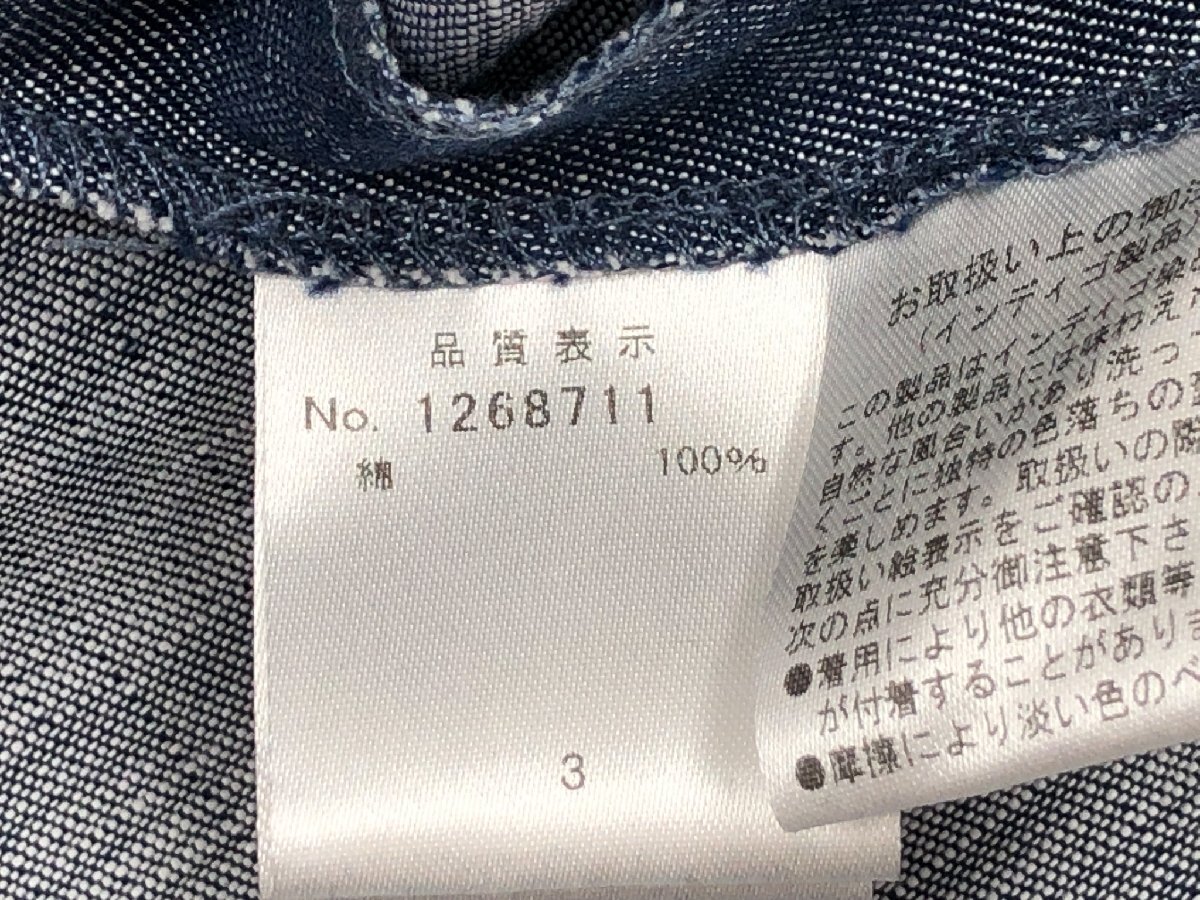 品質表示
No. 1268711
綿 100%
3
お取扱い上の御注
(インディゴ製品)
この製品はインディゴ染
す。他の製品には味わえ
自然な風合いがあり洗っ
くごとに独特の色落ちの
を楽しめます。取扱いの際
取扱い絵表示をご確認の
次の点に充分御注意下さ
●着用により他の衣類等
が付着することがありま
●摩擦により淡い色のベ